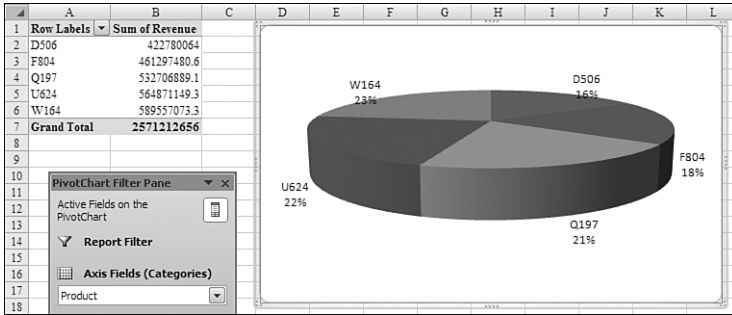 A B C D E F G H I J K L
1 Row Labels Sum of Revenue
2 D506 422780064
3 F804 461297480.6
4 Q197 532706889.1
5 U624 564871149.3
6 W164 589557073.3
7 Grand Total 2571212656
8
9
10
11
12
13
14
15
16
17
18
PivotChart Filter Pane
Active Fields on the
PivotChart
Report Filter
Axis Fields (Categories)
Product
W164
23%
D506
16%
F804
18%
U624
22%
Q197
21%